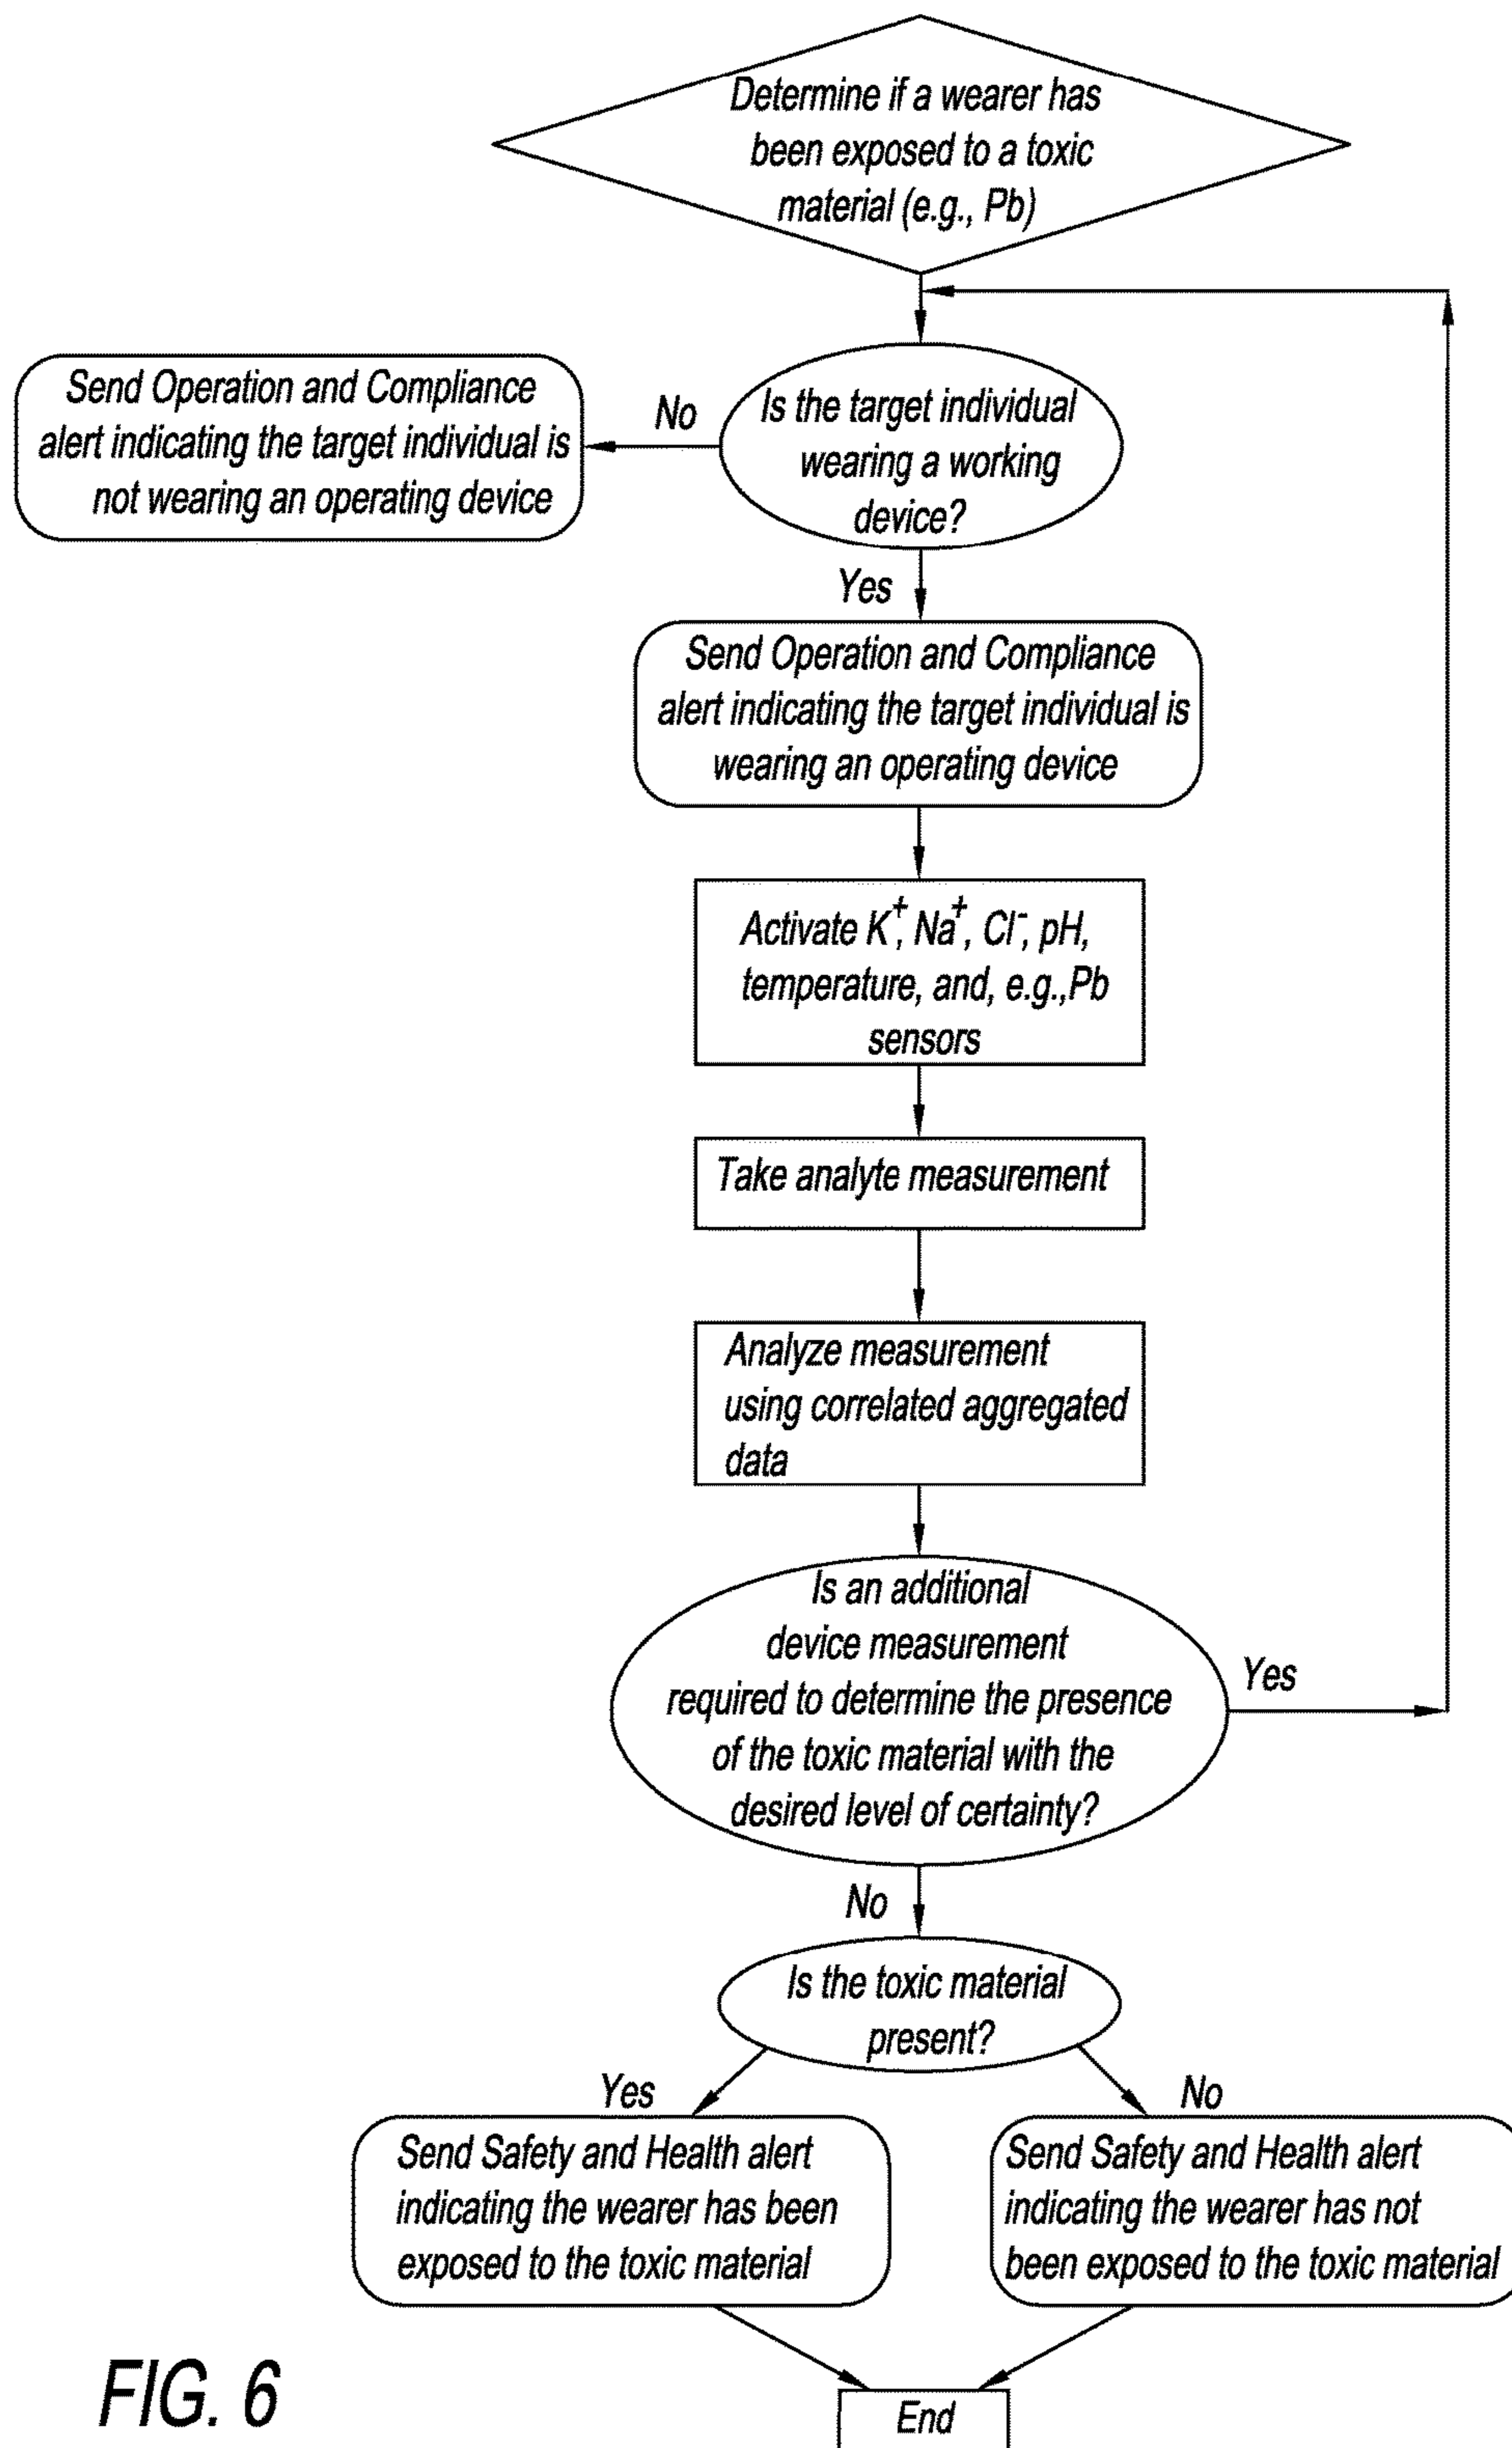 Determine if a wearer has
been exposed to a toxic
material (e.g., Pb)
Send Operation and Compliance
alert indicating the target individual is
not wearing an operating device
No
Is the target individual
wearing a working
device?
Yes
Send Operation and Compliance
alert indicating the target individual is
wearing an operating device
Activate K⁺, Na⁺, Cl⁻, pH,
temperature, and, e.g.,Pb
sensors
Take analyte measurement
Analyze measurement
using correlated aggregated
data
Is an additional
device measurement
required to determine the presence
of the toxic material with the
desired level of certainty?
Yes
No
Is the toxic material
present?
Yes
No
Send Safety and Health alert
indicating the wearer has been
exposed to the toxic material
Send Safety and Health alert
indicating the wearer has not
been exposed to the toxic material
End
FIG. 6